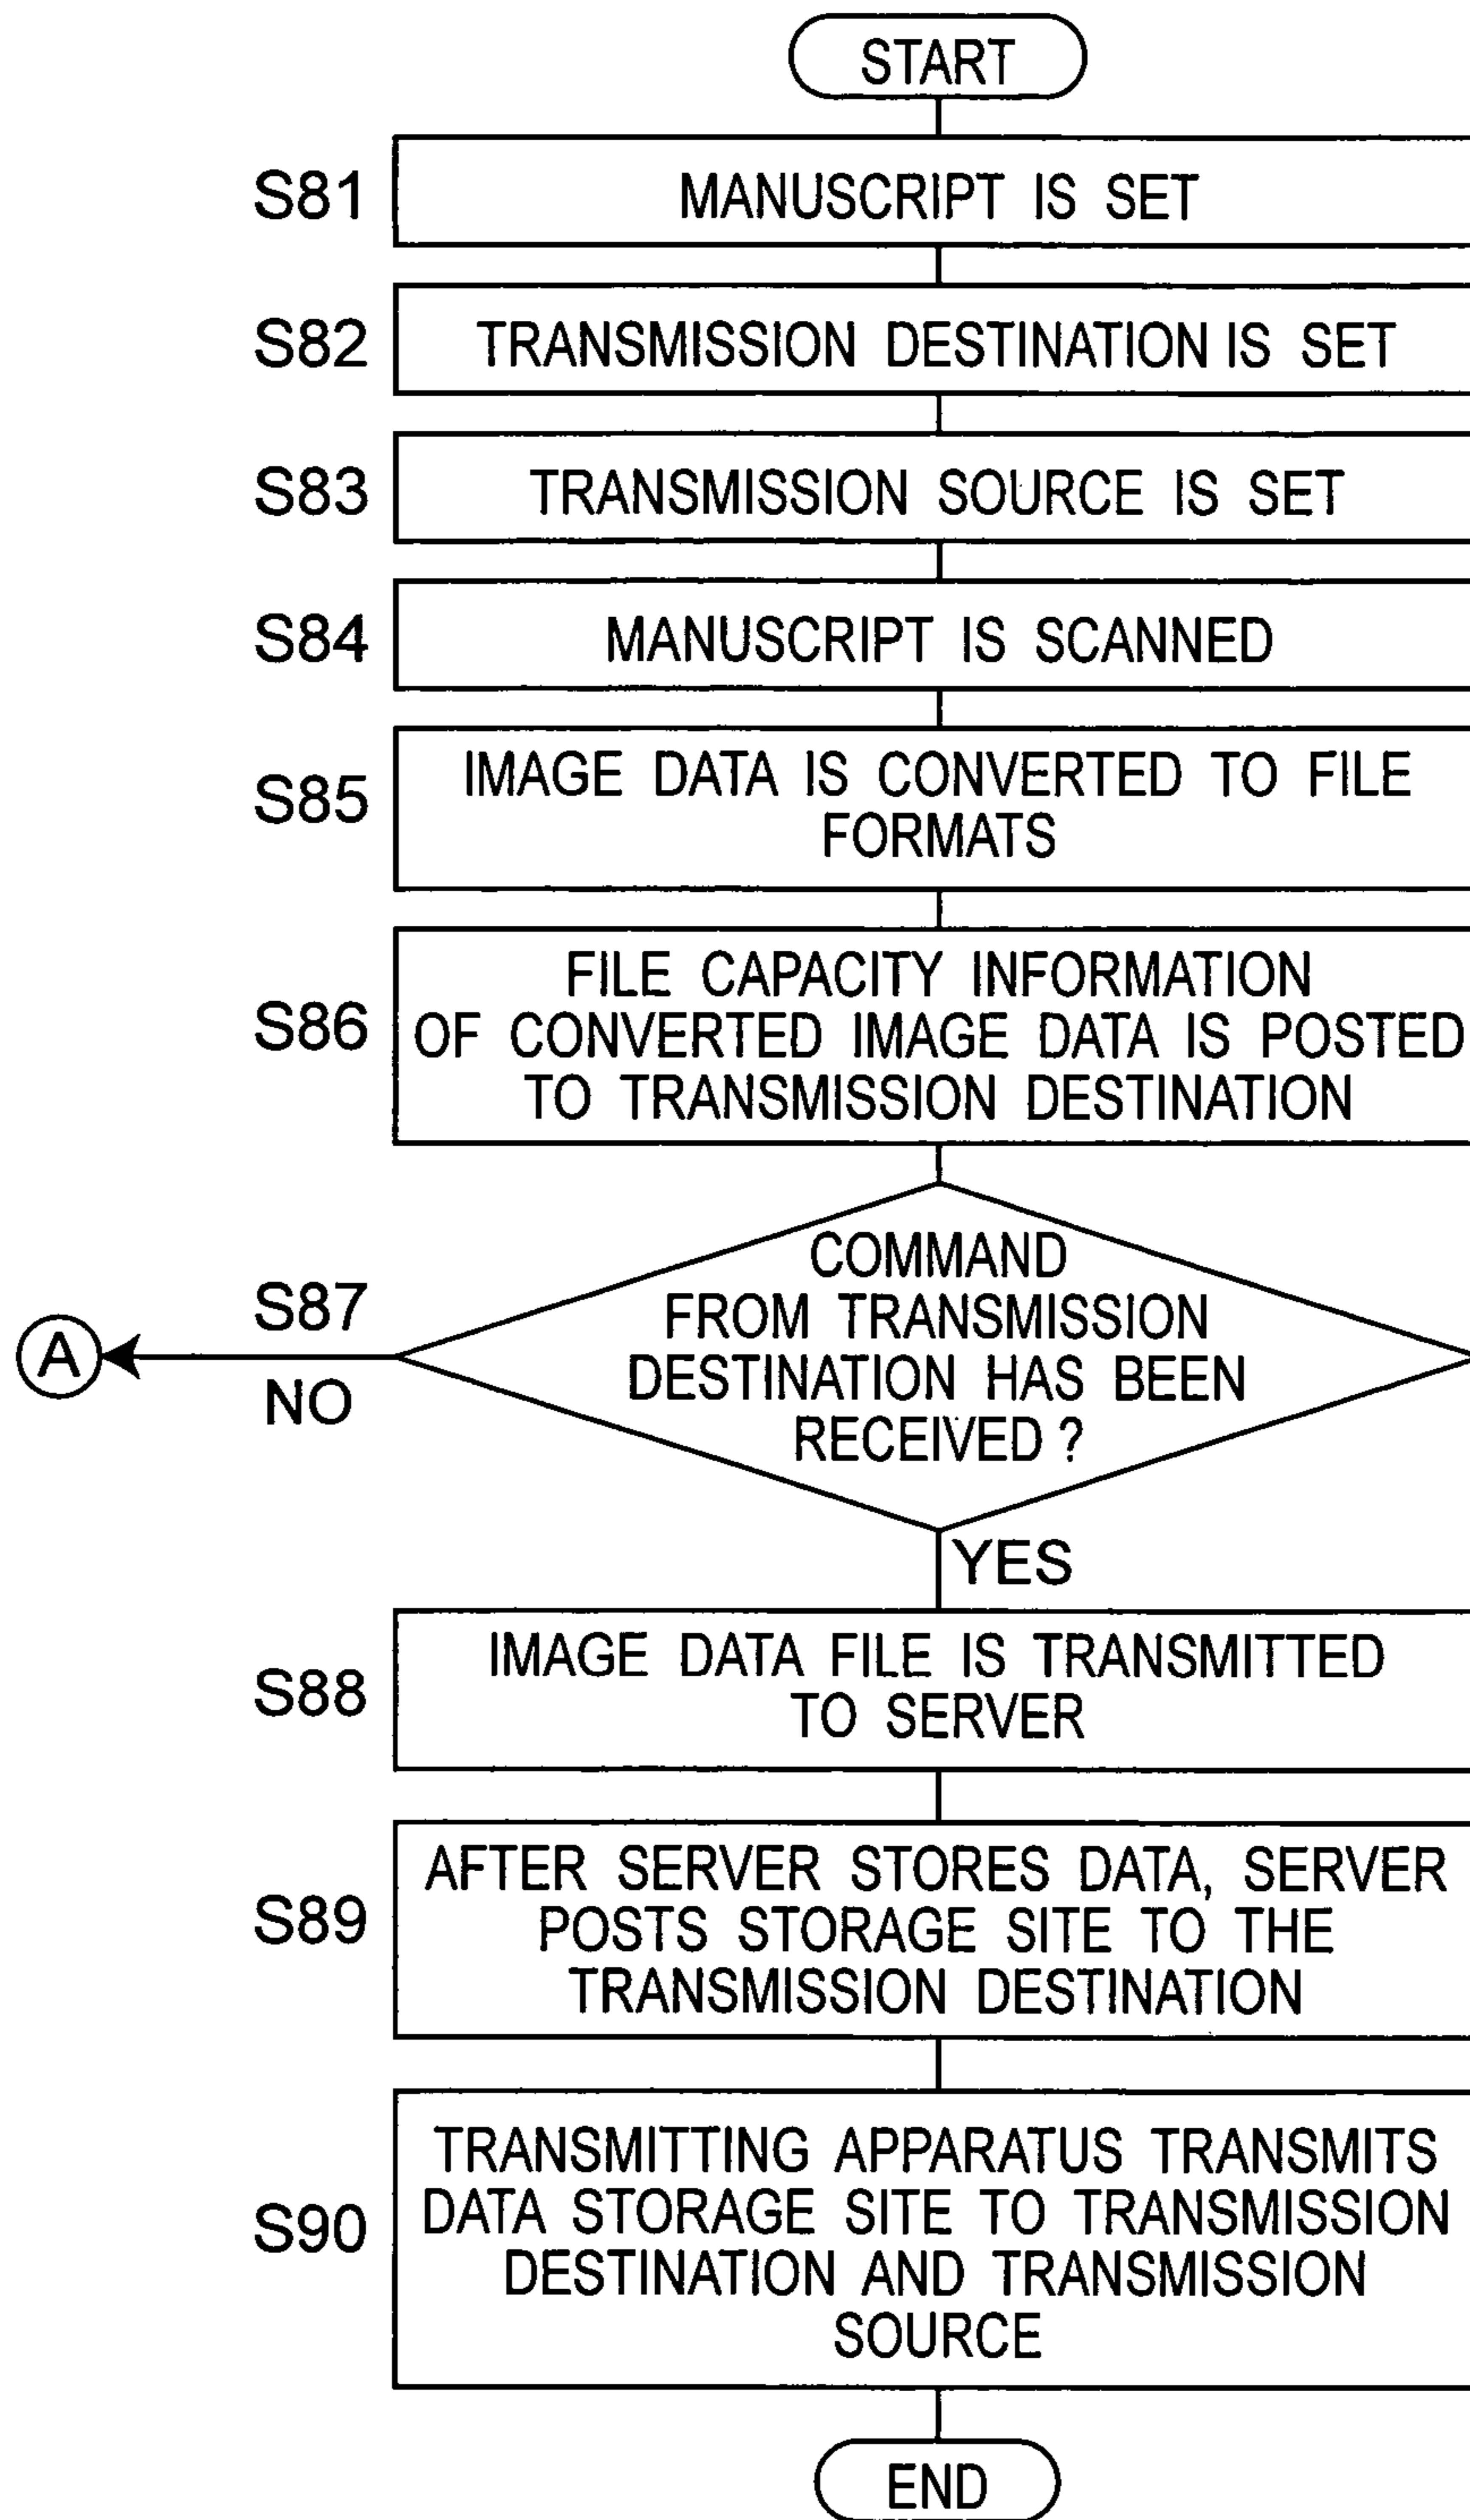 START
S81
MANUSCRIPT IS SET
S82
TRANSMISSION DESTINATION IS SET
S83
TRANSMISSION SOURCE IS SET
S84
MANUSCRIPT IS SCANNED
S85
IMAGE DATA IS CONVERTED TO FILE
FORMATS
S86
FILE CAPACITY INFORMATION
OF CONVERTED IMAGE DATA IS POSTED
TO TRANSMISSION DESTINATION
S87
COMMAND
FROM TRANSMISSION
DESTINATION HAS BEEN
RECEIVED ?
A
NO
YES
S88
IMAGE DATA FILE IS TRANSMITTED
TO SERVER
S89
AFTER SERVER STORES DATA, SERVER
POSTS STORAGE SITE TO THE
TRANSMISSION DESTINATION
S90
TRANSMITTING APPARATUS TRANSMITS
DATA STORAGE SITE TO TRANSMISSION
DESTINATION AND TRANSMISSION
SOURCE
END